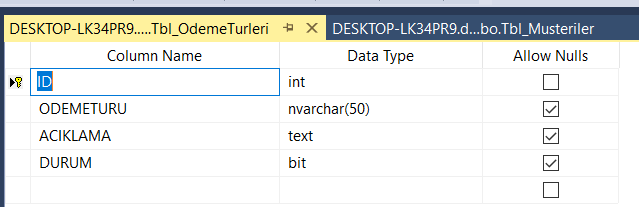 DESKTOP-LK34PR9.....Tbl_OdemeTurleri DESKTOP-LK34PR9.d...bo.Tbl_Musteriler
Column Name Data Type Allow Nulls
ID int
ODEMETURU nvarchar(50)
ACIKLAMA text
DURUM bit